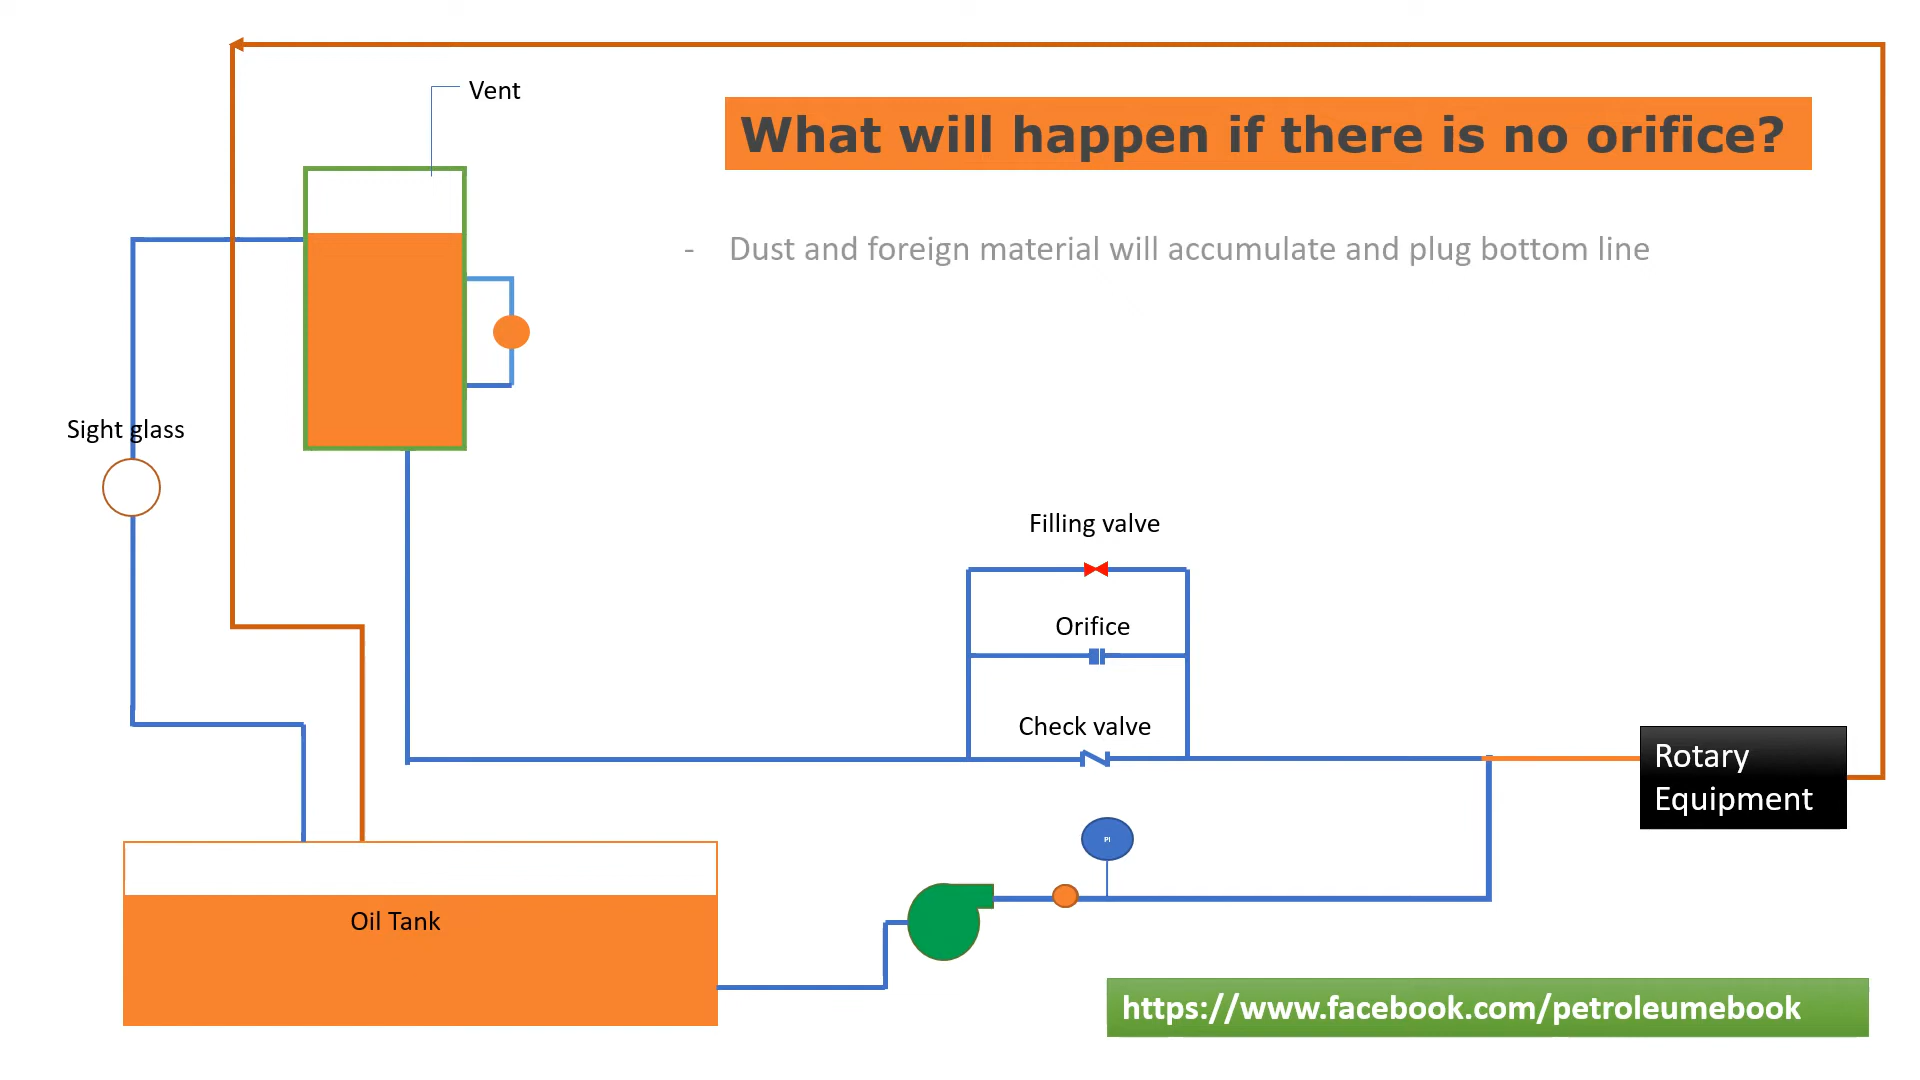 Vent
What will happen if there is no orifice?
- Dust and foreign material will accumulate and plug bottom line
Sight glass
Filling valve
Orifice
Check valve
Rotary
Equipment
PI
Oil Tank
https://www.facebook.com/petroleumebook